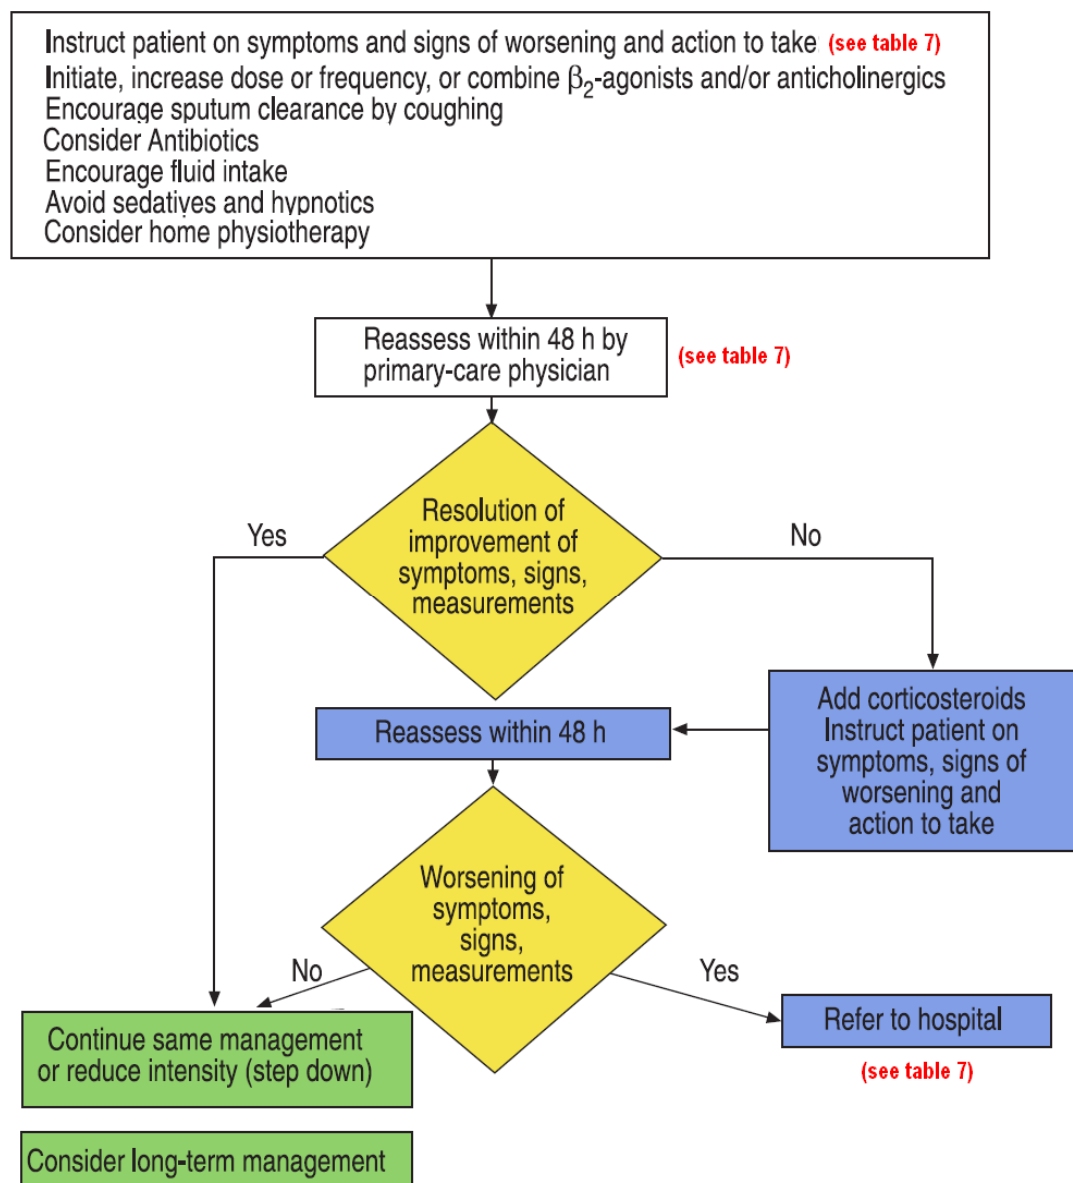 Instruct patient on symptoms and signs of worsening and action to take (see table 7)
Initiate, increase dose or frequency, or combine β₂-agonists and/or anticholinergics
Encourage sputum clearance by coughing
Consider Antibiotics
Encourage fluid intake
Avoid sedatives and hypnotics
Consider home physiotherapy
Reassess within 48 h by
primary-care physician
(see table 7)
Resolution of
improvement of
symptoms, signs,
measurements
Yes
No
Add corticosteroids
Instruct patient on
symptoms, signs of
worsening and
action to take
Reassess within 48 h
Worsening of
symptoms,
signs,
measurements
No
Yes
Continue same management
or reduce intensity (step down)
Refer to hospital
(see table 7)
Consider long-term management